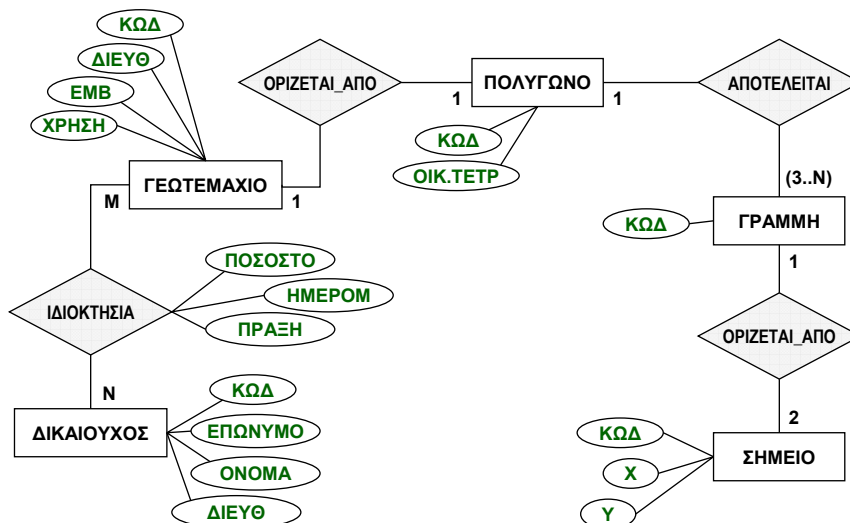 ΚΩΔ
ΔΙΕΥΘ
ΕΜΒ
ΧΡΗΣΗ
ΓΕΩΤΕΜΑΧΙΟ
1
ΟΡΙΖΕΤΑΙ_ΑΠΟ
1
ΠΟΛΥΓΩΝΟ
1
ΚΩΔ
ΟΙΚ.ΤΕΤΡ
ΑΠΟΤΕΛΕΙΤΑΙ
(3..N)
ΓΡΑΜΜΗ
ΚΩΔ
1
ΟΡΙΖΕΤΑΙ_ΑΠΟ
2
ΣΗΜΕΙΟ
ΚΩΔ
X
Y
M
ΙΔΙΟΚΤΗΣΙΑ
ΠΟΣΟΣΤΟ
ΗΜΕΡΟΜ
ΠΡΑΞΗ
N
ΔΙΚΑΙΟΥΧΟΣ
ΚΩΔ
ΕΠΩΝΥΜΟ
ΟΝΟΜΑ
ΔΙΕΥΘ